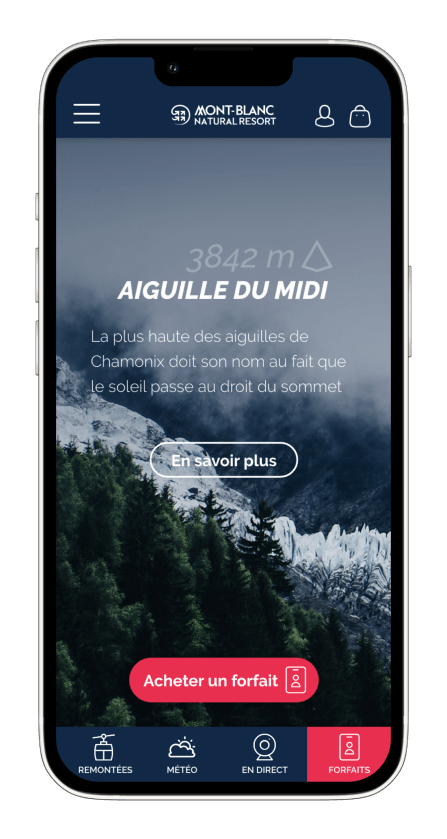 MONT-BLANC
NATURAL RESORT
3842 m
AIGUILLE DU MIDI
La plus haute des aiguilles de
Chamonix doit son nom au fait que
le soleil passe au droit du sommet
En savoir plus
Acheter un forfait
REMONTÉES MÉTÉO EN DIRECT FORFAITS